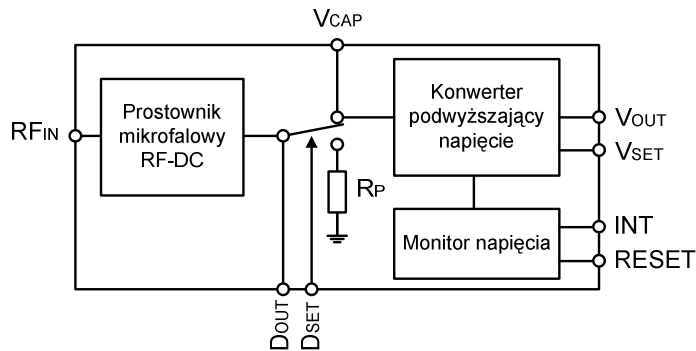 VCAP
RFIN
Prostownik
mikrofalowy
RF-DC
Konwerter
podwyższający
napięcie
VOUT
VSET
RP
Monitor napięcia
INT
RESET
DOUT
DSET